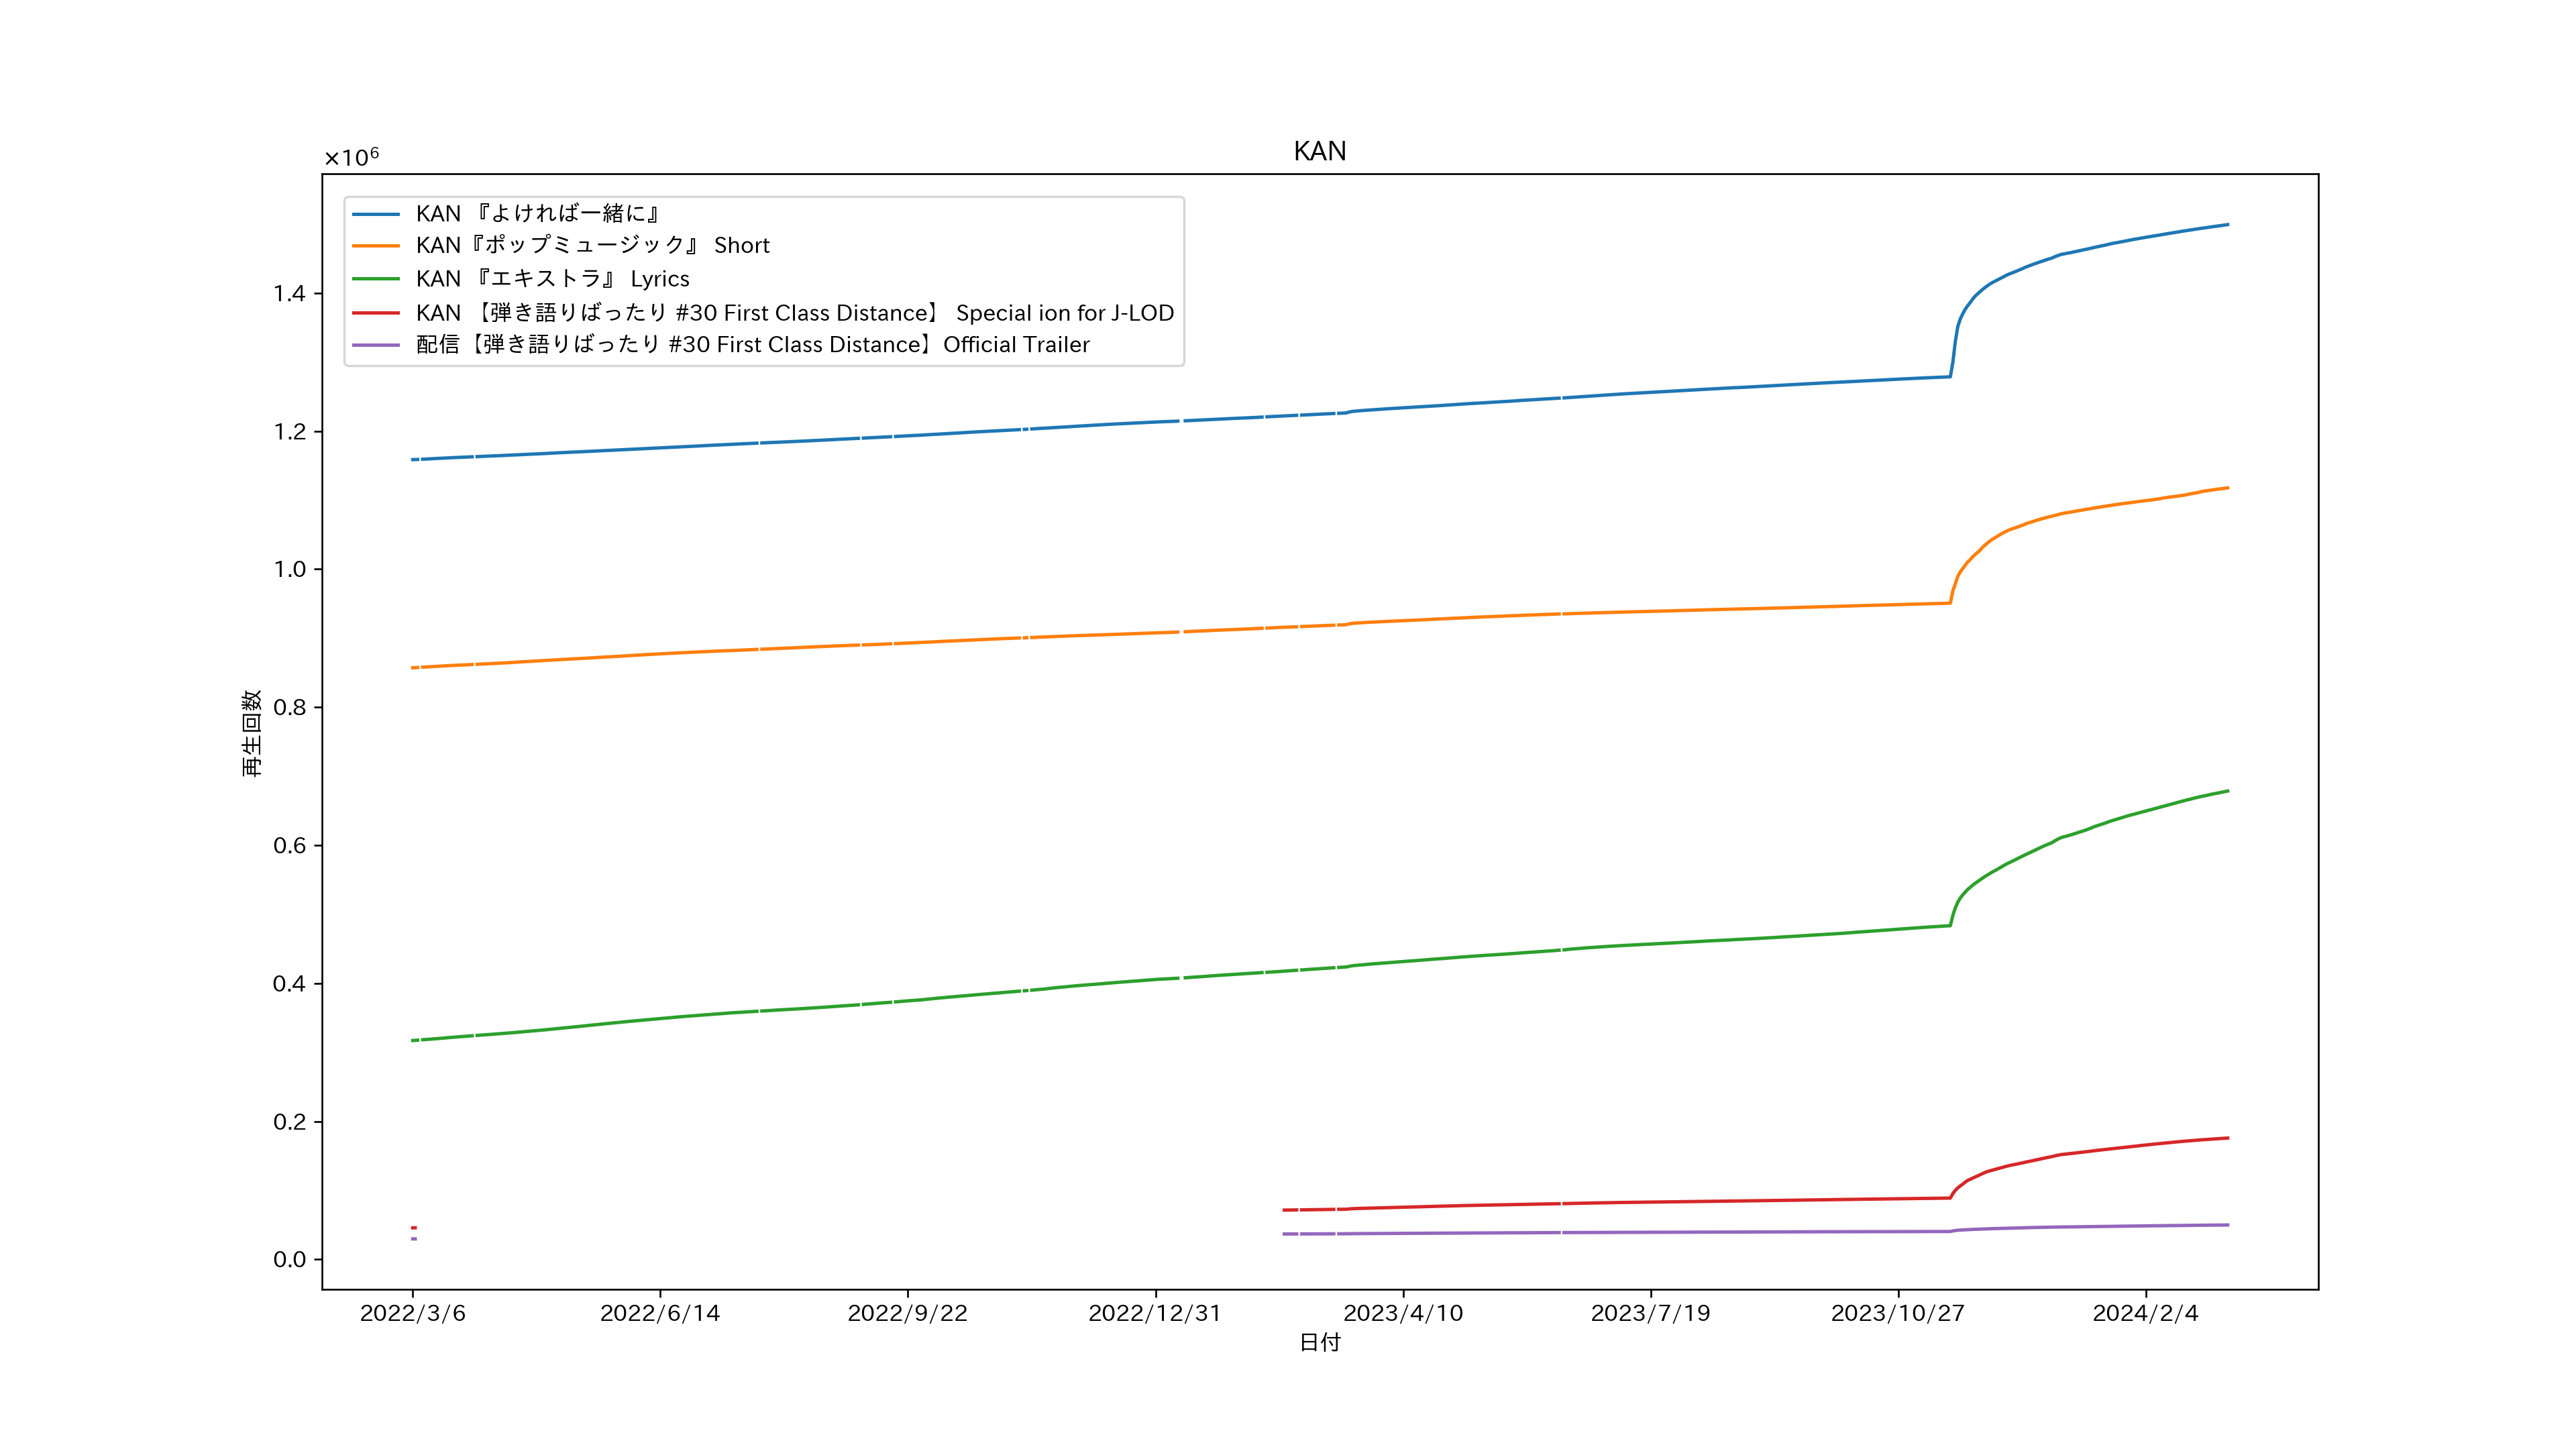 KAN
×10⁶
KAN 『よければ一緒に』
KAN『ポップミュージック』 Short
KAN 『エキストラ』 Lyrics
KAN 【弾き語りばったり #30 First Class Distance】 Special ion for J-LOD
配信【弾き語りばったり #30 First Class Distance】Official Trailer
1.4
1.2
1.0
0.8
0.6
0.4
0.2
0.0
再生回数
2022/3/6 2022/6/14 2022/9/22 2022/12/31 2023/4/10 2023/7/19 2023/10/27 2024/2/4
日付